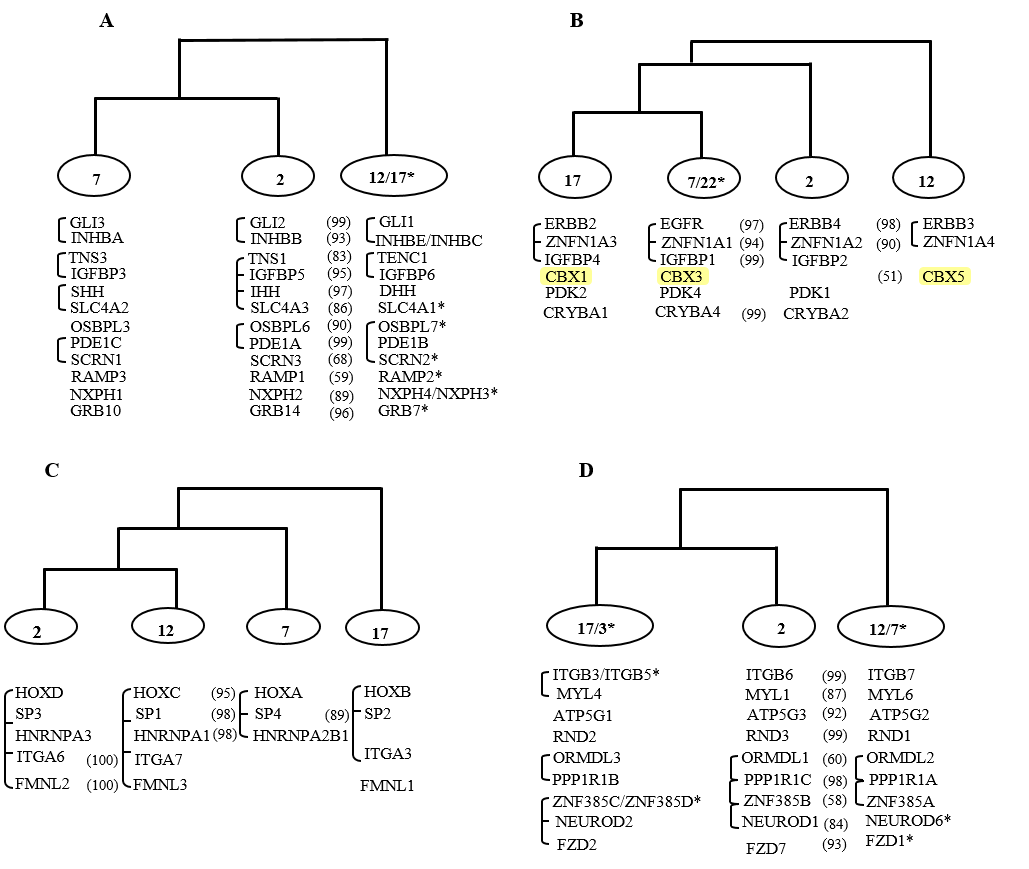 A B
7 2 12/17*
17 7/22* 2 12
GLI3 GLI2 (99) GLI1
INHBA INHBB (93) INHBE/INHBC
TNS3 TNS1 (83) TENC1
IGFBP3 IGFBP5 (95) IGFBP6
SHH IHH (97) DHH
SLC4A2 SLC4A3 (86) SLC4A1*
OSBPL3 OSBPL6 (90) OSBPL7*
PDE1C PDE1A (99) PDE1B
SCRN1 SCRN3 (68) SCRN2*
RAMP3 RAMP1 (59) RAMP2*
NXPH1 NXPH2 (89) NXPH4/NXPH3*
GRB10 GRB14 (96) GRB7*
ERBB2 EGFR (97) ERBB4 (98) ERBB3
ZNFN1A3 ZNFN1A1 (94) ZNFN1A2 (90) ZNFN1A4
IGFBP4 IGFBP1 (99) IGFBP2
CBX1 CBX3 (51) CBX5
PDK2 PDK4 PDK1
CRYBA1 CRYBA4 (99) CRYBA2
C D
2 12 7 17
17/3* 2 12/7*
HOXD HOXC (95) HOXA HOXB
SP3 SP1 (98) SP4 (89) SP2
HNRNPA3 HNRNPA1 (98) HNRNPA2B1
ITGA6 (100) ITGA7 ITGA3
FMNL2 (100) FMNL3 FMNL1
ITGB3/ITGB5* ITGB6 (99) ITGB7
MYL4 MYL1 (87) MYL6
ATP5G1 ATP5G3 (92) ATP5G2
RND2 RND3 (99) RND1
ORMDL3 ORMDL1 (60) ORMDL2
PPP1R1B PPP1R1C (98) PPP1R1A
ZNF385C/ZNF385D* ZNF385B (58) ZNF385A
NEUROD2 NEUROD1 (84) NEUROD6*
FZD2 FZD7 (93) FZD1*